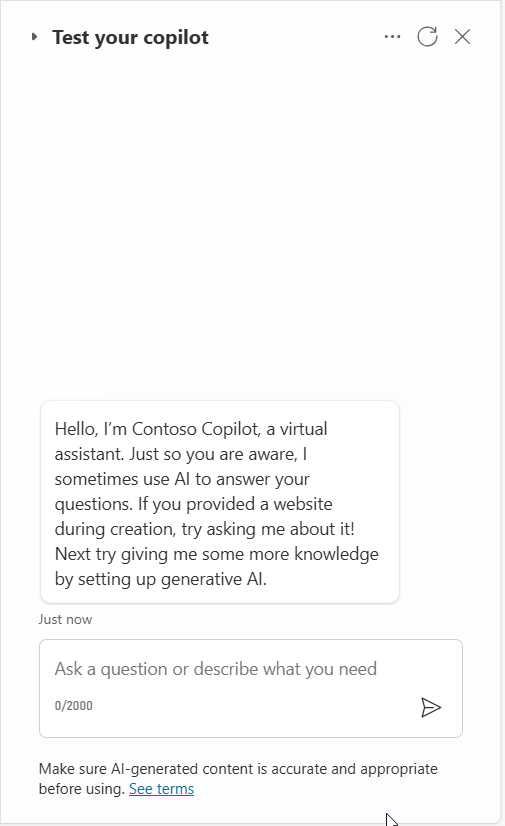 Test your copilot
Hello, I’m Contoso Copilot, a virtual
assistant. Just so you are aware, I
sometimes use AI to answer your
questions. If you provided a website
during creation, try asking me about it!
Next try giving me some more knowledge
by setting up generative AI.
Just now
Ask a question or describe what you need
0/2000
Make sure AI-generated content is accurate and appropriate
before using. See terms